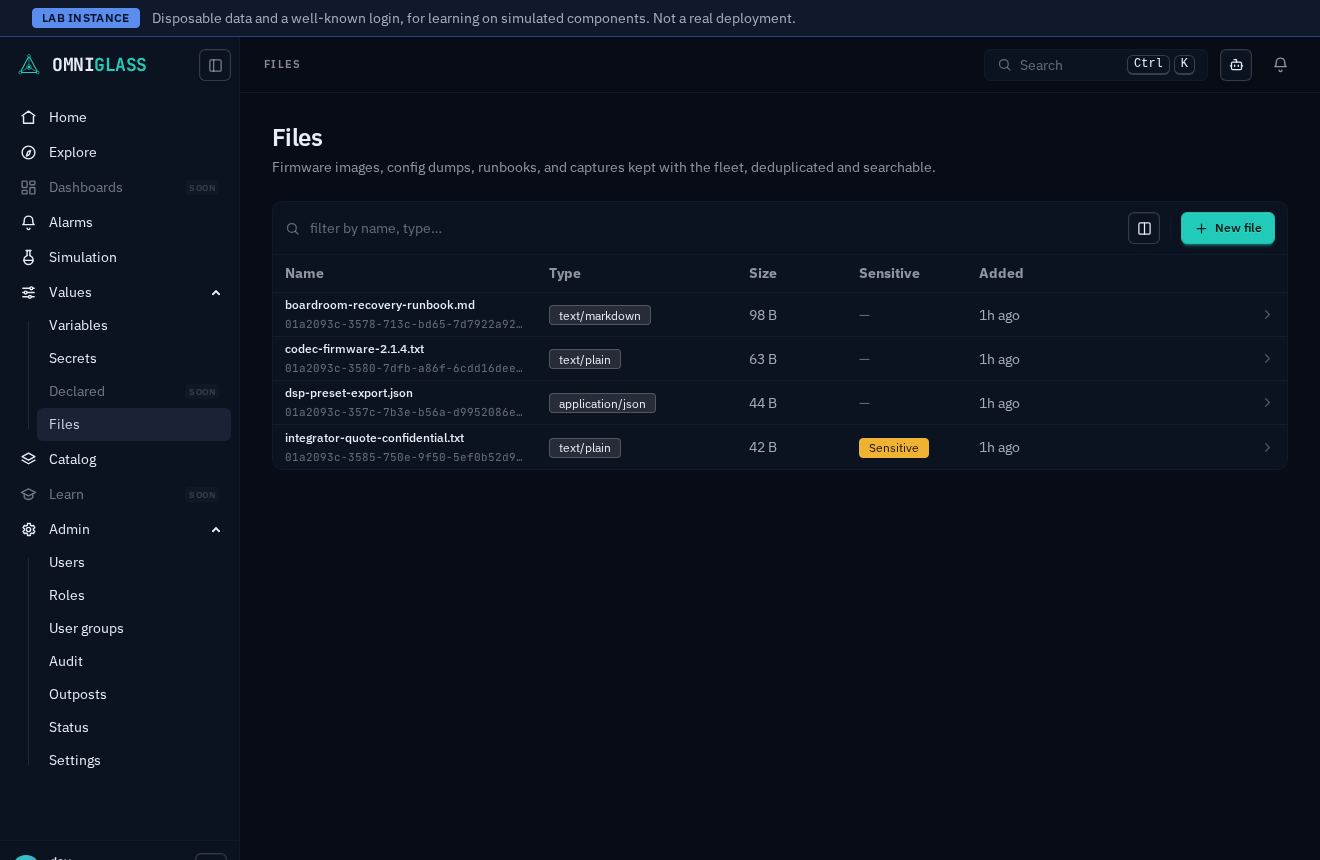 LAB INSTANCE Disposable data and a well-known login, for learning on simulated components. Not a real deployment.
OMNIGLASS
FILES
Search Ctrl K
Home
Explore
Dashboards SOON
Alarms
Simulation
Values
Variables
Secrets
Declared SOON
Files
Catalog
Learn SOON
Admin
Users
Roles
User groups
Audit
Outposts
Status
Settings
Files
Firmware images, config dumps, runbooks, and captures kept with the fleet, deduplicated and searchable.
filter by name, type...
New file
Name Type Size Sensitive Added
boardroom-recovery-runbook.md
01a2093c-3578-713c-bd65-7d7922a92…
text/markdown 98 B — 1h ago
codec-firmware-2.1.4.txt
01a2093c-3580-7dfb-a86f-6cdd16dee…
text/plain 63 B — 1h ago
dsp-preset-export.json
01a2093c-357c-7b3e-b56a-d9952086e…
application/json 44 B — 1h ago
integrator-quote-confidential.txt
01a2093c-3585-750e-9f50-5ef0b52d9…
text/plain 42 B Sensitive 1h ago